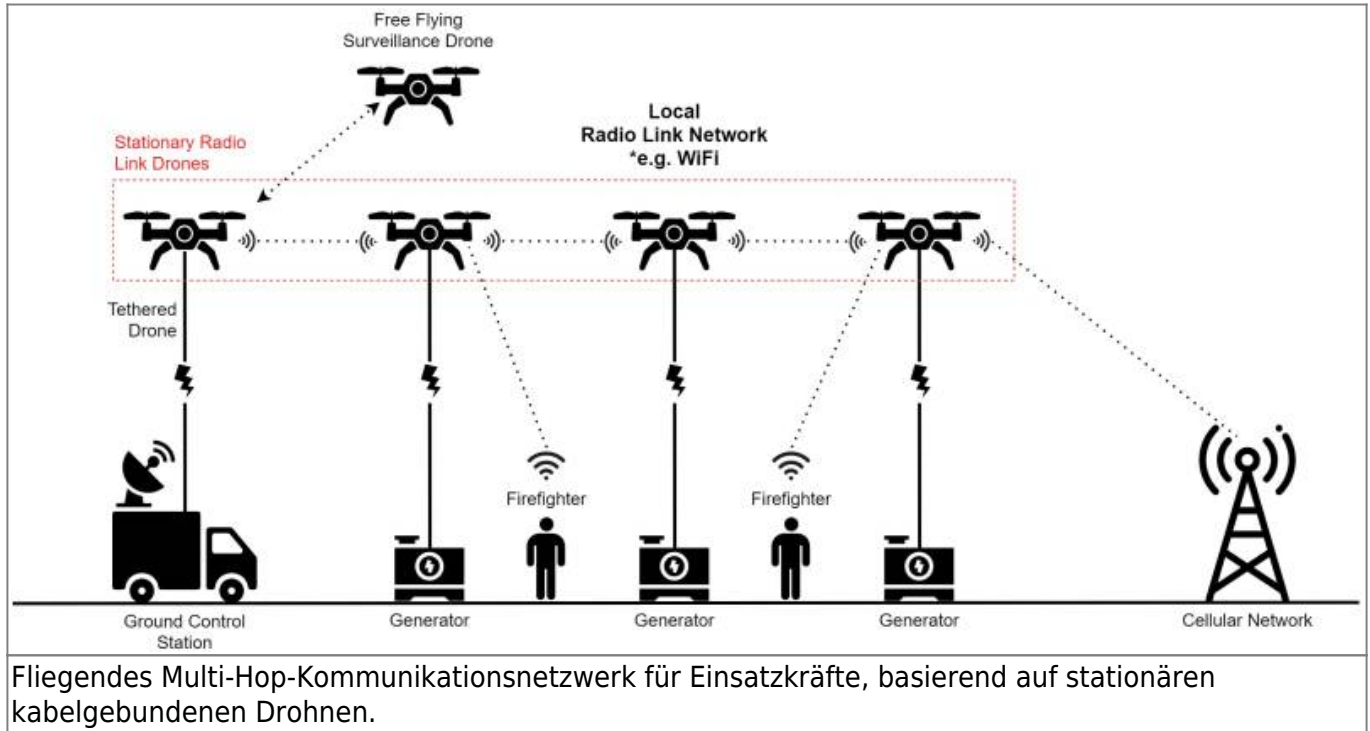 Free Flying
Surveillance Drone
Local
Radio Link Network
*e.g. WiFi
Stationary Radio
Link Drones
Tethered
Drone
Firefighter
Firefighter
Ground Control
Station
Generator
Generator
Generator
Cellular Network
Fliegendes Multi-Hop-Kommunikationsnetzwerk für Einsatzkräfte, basierend auf stationären
kabelgebundenen Drohnen.